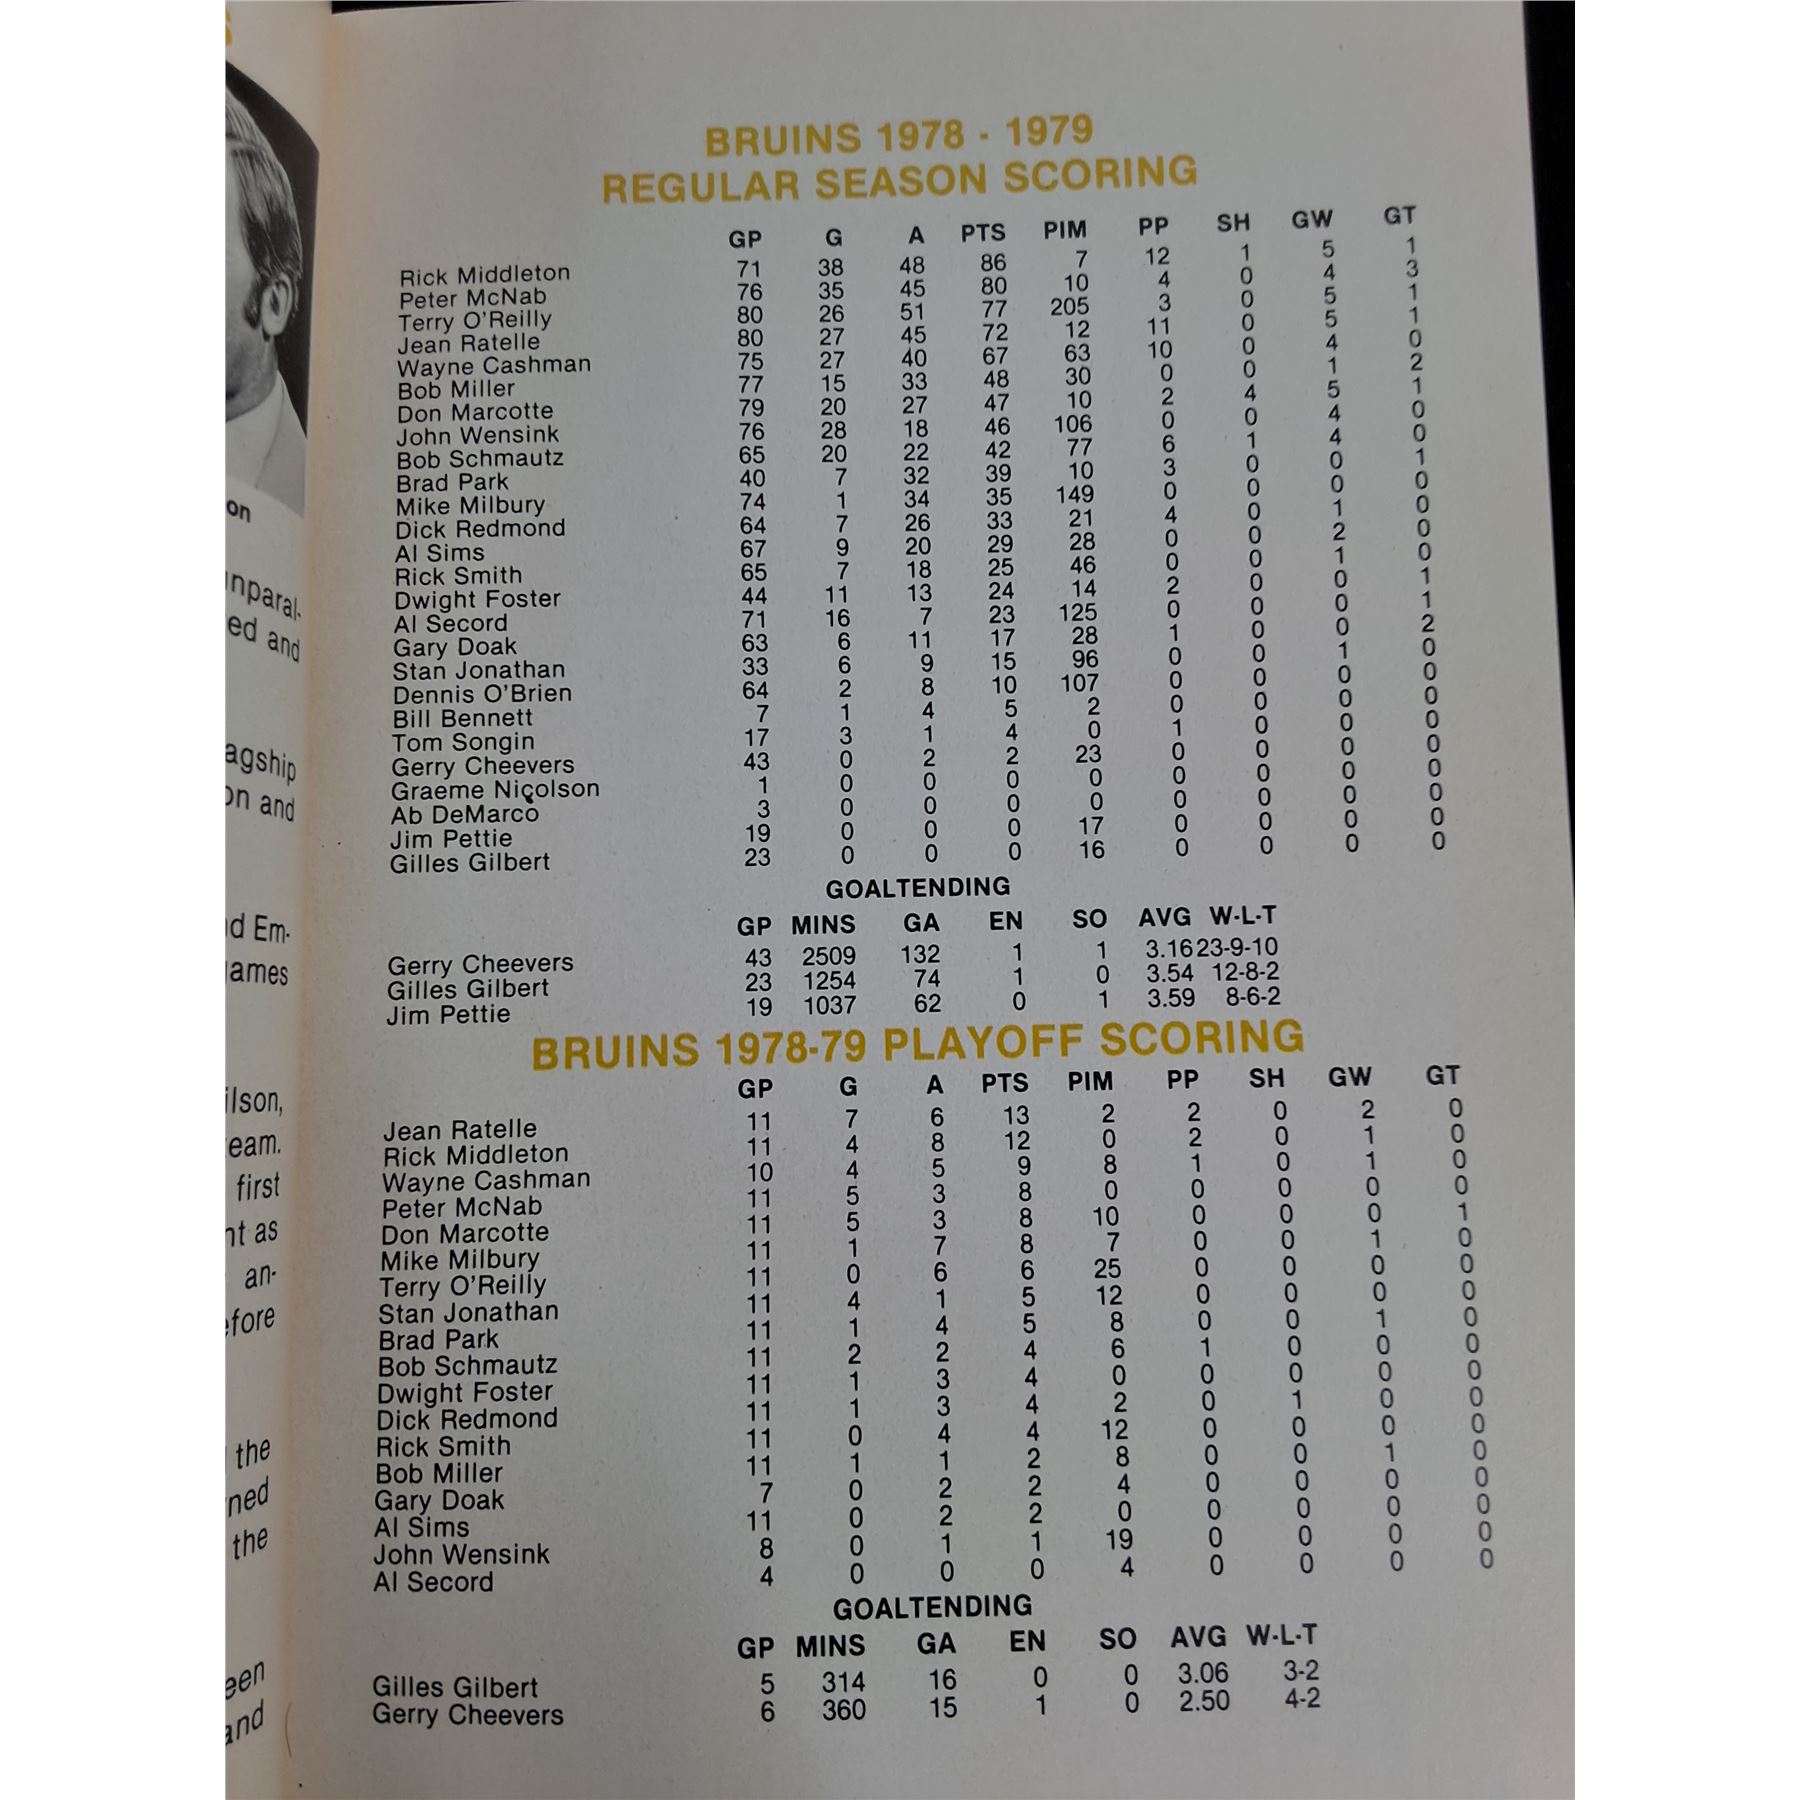 S
on
nparal-
ed and
agship
on and
d Em-
ames
ilson,
eam.
first
nt as
an-
efore
the
ned
the
een
and
BRUINS 1978 - 1979
REGULAR SEASON SCORING
GP G A PTS PIM PP SH GW GT
Rick Middleton 71 38 48 86 7 12 1 5 1
Peter McNab 76 35 45 80 10 4 0 4 3
Terry O'Reilly 80 26 51 77 205 3 0 5 1
Jean Ratelle 80 27 45 72 12 11 0 5 1
Wayne Cashman 75 27 40 67 63 10 0 4 0
Bob Miller 77 15 33 48 30 0 0 1 2
Don Marcotte 79 20 27 47 10 2 4 5 1
John Wensink 76 28 18 46 106 0 0 4 0
Bob Schmautz 65 20 22 42 77 6 1 4 0
Brad Park 40 7 32 39 10 3 0 0 1
Mike Milbury 74 1 34 35 149 0 0 0 0
Dick Redmond 64 7 26 33 21 4 0 1 0
Al Sims 67 9 20 29 28 0 0 2 0
Rick Smith 65 7 18 25 46 0 0 1 0
Dwight Foster 44 11 13 24 14 2 0 0 1
Al Secord 71 16 7 23 125 0 0 0 1
Gary Doak 63 6 11 17 28 1 0 0 2
Stan Jonathan 33 6 9 15 96 0 0 1 0
Dennis O'Brien 64 2 8 10 107 0 0 0 0
Bill Bennett 7 1 4 5 2 0 0 0 0
Tom Songin 17 3 1 4 0 1 0 0 0
Gerry Cheevers 43 0 2 2 23 0 0 0 0
Graeme Nicolson 1 0 0 0 0 0 0 0 0
Ab DeMarco 3 0 0 0 0 0 0 0 0
Jim Pettie 19 0 0 0 17 0 0 0 0
Gilles Gilbert 23 0 0 0 16 0 0 0 0
GOALTENDING
GP MINS GA EN SO AVG W-L-T
Gerry Cheevers 43 2509 132 1 1 3.16 23-9-10
Gilles Gilbert 23 1254 74 1 0 3.54 12-8-2
Jim Pettie 19 1037 62 0 1 3.59 8-6-2
BRUINS 1978-79 PLAYOFF SCORING
GP G A PTS PIM PP SH GW GT
Jean Ratelle 11 7 6 13 2 2 0 2 0
Rick Middleton 11 4 8 12 0 2 0 1 0
Wayne Cashman 10 4 5 9 8 1 0 1 0
Peter McNab 11 5 3 8 0 0 0 0 0
Don Marcotte 11 5 3 8 10 0 0 0 1
Mike Milbury 11 1 7 8 7 0 0 1 0
Terry O'Reilly 11 0 6 6 25 0 0 0 0
Stan Jonathan 11 4 1 5 12 0 0 0 0
Brad Park 11 1 4 5 8 0 0 1 0
Bob Schmautz 11 2 2 4 6 1 0 0 0
Dwight Foster 11 1 3 4 0 0 0 0 0
Dick Redmond 11 1 3 4 2 0 1 0 0
Rick Smith 11 0 4 4 12 0 0 0 0
Bob Miller 11 1 1 2 8 0 0 1 0
Gary Doak 7 0 2 2 4 0 0 0 0
Al Sims 11 0 2 2 0 0 0 0 0
John Wensink 8 0 1 1 19 0 0 0 0
Al Secord 4 0 0 0 4 0 0 0 0
GOALTENDING
GP MINS GA EN SO AVG W-L-T
Gilles Gilbert 5 314 16 0 0 3.06 3-2
Gerry Cheevers 6 360 15 1 0 2.50 4-2